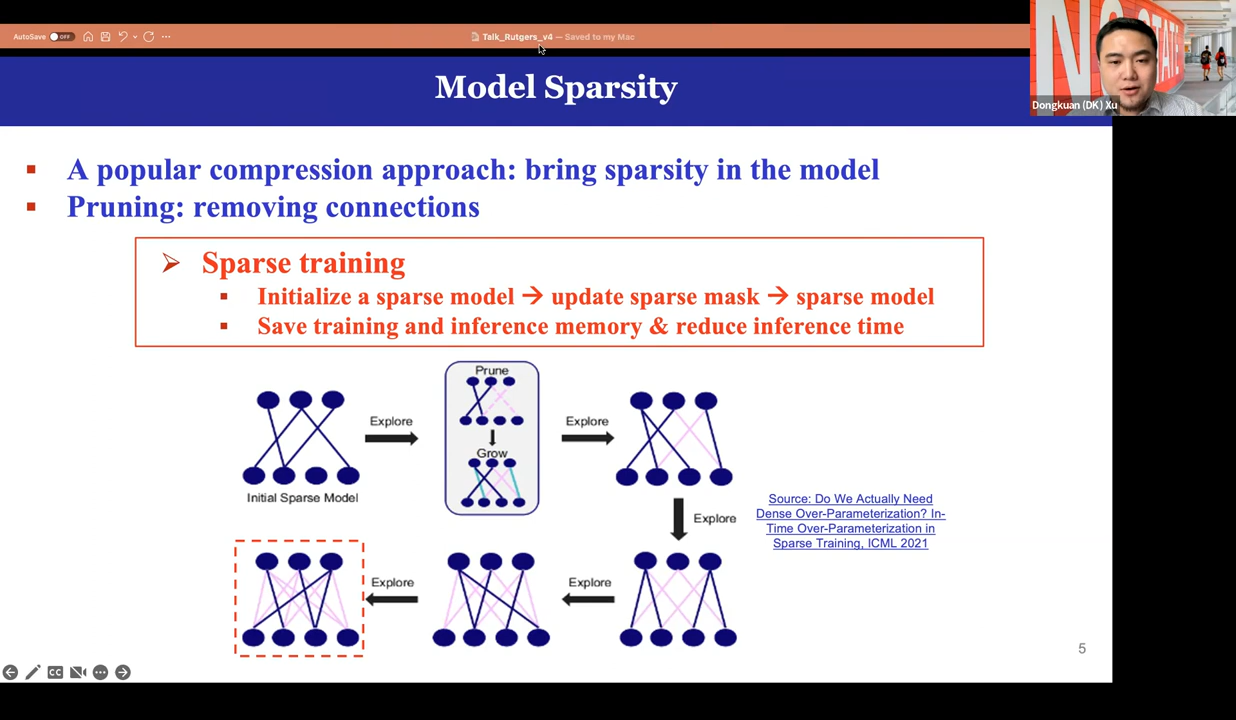 AutoSave OFF
Talk_Rutgers_v4 — Saved to my Mac
Dongkuan (DK) Xu
Model Sparsity
A popular compression approach: bring sparsity in the model
Pruning: removing connections
Sparse training
Initialize a sparse model → update sparse mask → sparse model
Save training and inference memory & reduce inference time
Initial Sparse Model
Explore
Prune
Grow
Explore
Explore
Source: Do We Actually Need
Dense Over-Parameterization? In-
Time Over-Parameterization in
Sparse Training, ICML 2021
Explore
Explore
5
CC